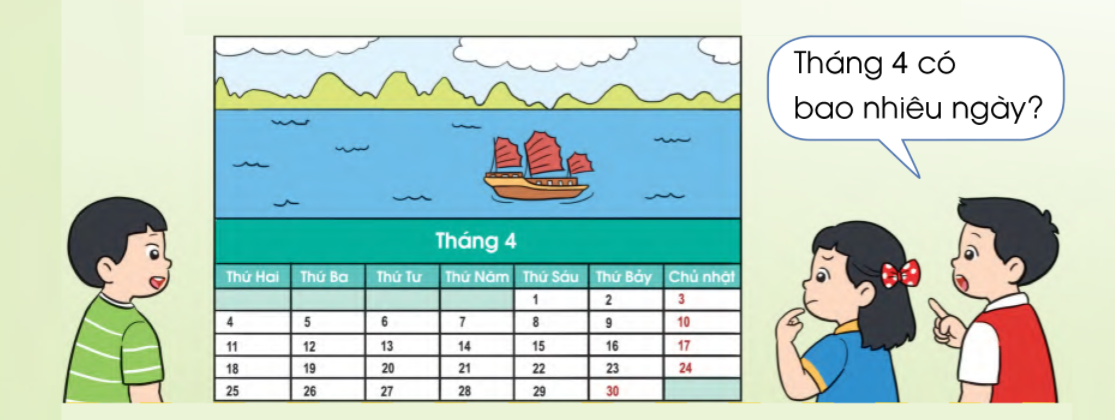 Tháng 4 có
bao nhiêu ngày?
Tháng 4
Thứ Hai Thứ Ba Thứ Tư Thứ Năm Thứ Sáu Thứ Bảy Chủ nhật
1 2 3
4 5 6 7 8 9 10
11 12 13 14 15 16 17
18 19 20 21 22 23 24
25 26 27 28 29 30